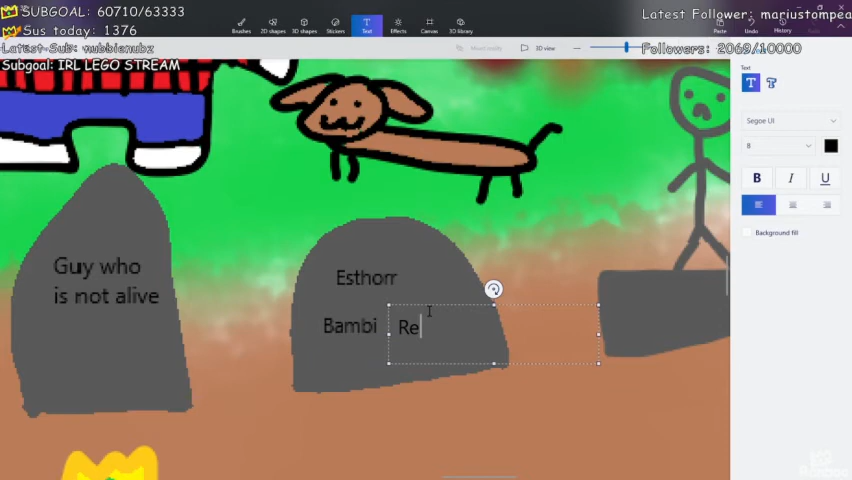 SUBGOAL: 60710/63333
Sus today: 1376
Latest Sub: nubbienubz
Subgoal: IRL LEGO STREAM
Latest Follower: mariustompea
Followers: 2069/10000
Brushes
2D shapes
3D shapes
Stickers
Text
Effects
Canvas
3D library
Paste
Undo
History
3D view
Text
Segoe UI
8
B
I
U
Background fill
Guy who
is not alive
Esthorr
Bambi
Re